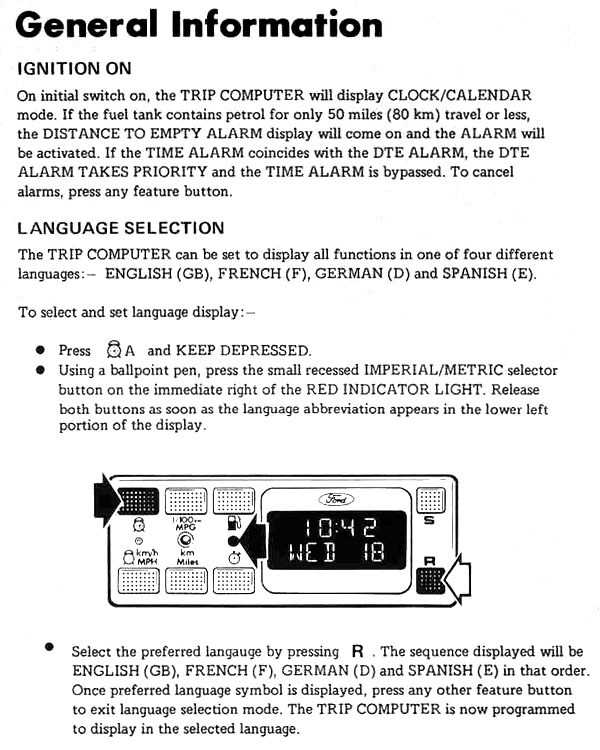 General Information
IGNITION ON
On initial switch on, the TRIP COMPUTER will display CLOCK/CALENDAR
mode. If the fuel tank contains petrol for only 50 miles (80 km) travel or less,
the DISTANCE TO EMPTY ALARM display will come on and the ALARM will
be activated. If the TIME ALARM coincides with the DTE ALARM, the DTE
ALARM TAKES PRIORITY and the TIME ALARM is bypassed. To cancel
alarms, press any feature button.
LANGUAGE SELECTION
The TRIP COMPUTER can be set to display all functions in one of four different
languages:— ENGLISH (GB), FRENCH (F), GERMAN (D) and SPANISH (E).
To select and set language display:—
● Press A and KEEP DEPRESSED.
● Using a ballpoint pen, press the small recessed IMPERIAL/METRIC selector
button on the immediate right of the RED INDICATOR LIGHT. Release
both buttons as soon as the language abbreviation appears in the lower left
portion of the display.
Ford
l/100km
MPG
10:42
S
WED 18
km/h
MPH
km
Miles
R
● Select the preferred langauge by pressing R . The sequence displayed will be
ENGLISH (GB), FRENCH (F), GERMAN (D) and SPANISH (E) in that order.
Once preferred language symbol is displayed, press any other feature button
to exit language selection mode. The TRIP COMPUTER is now programmed
to display in the selected language.